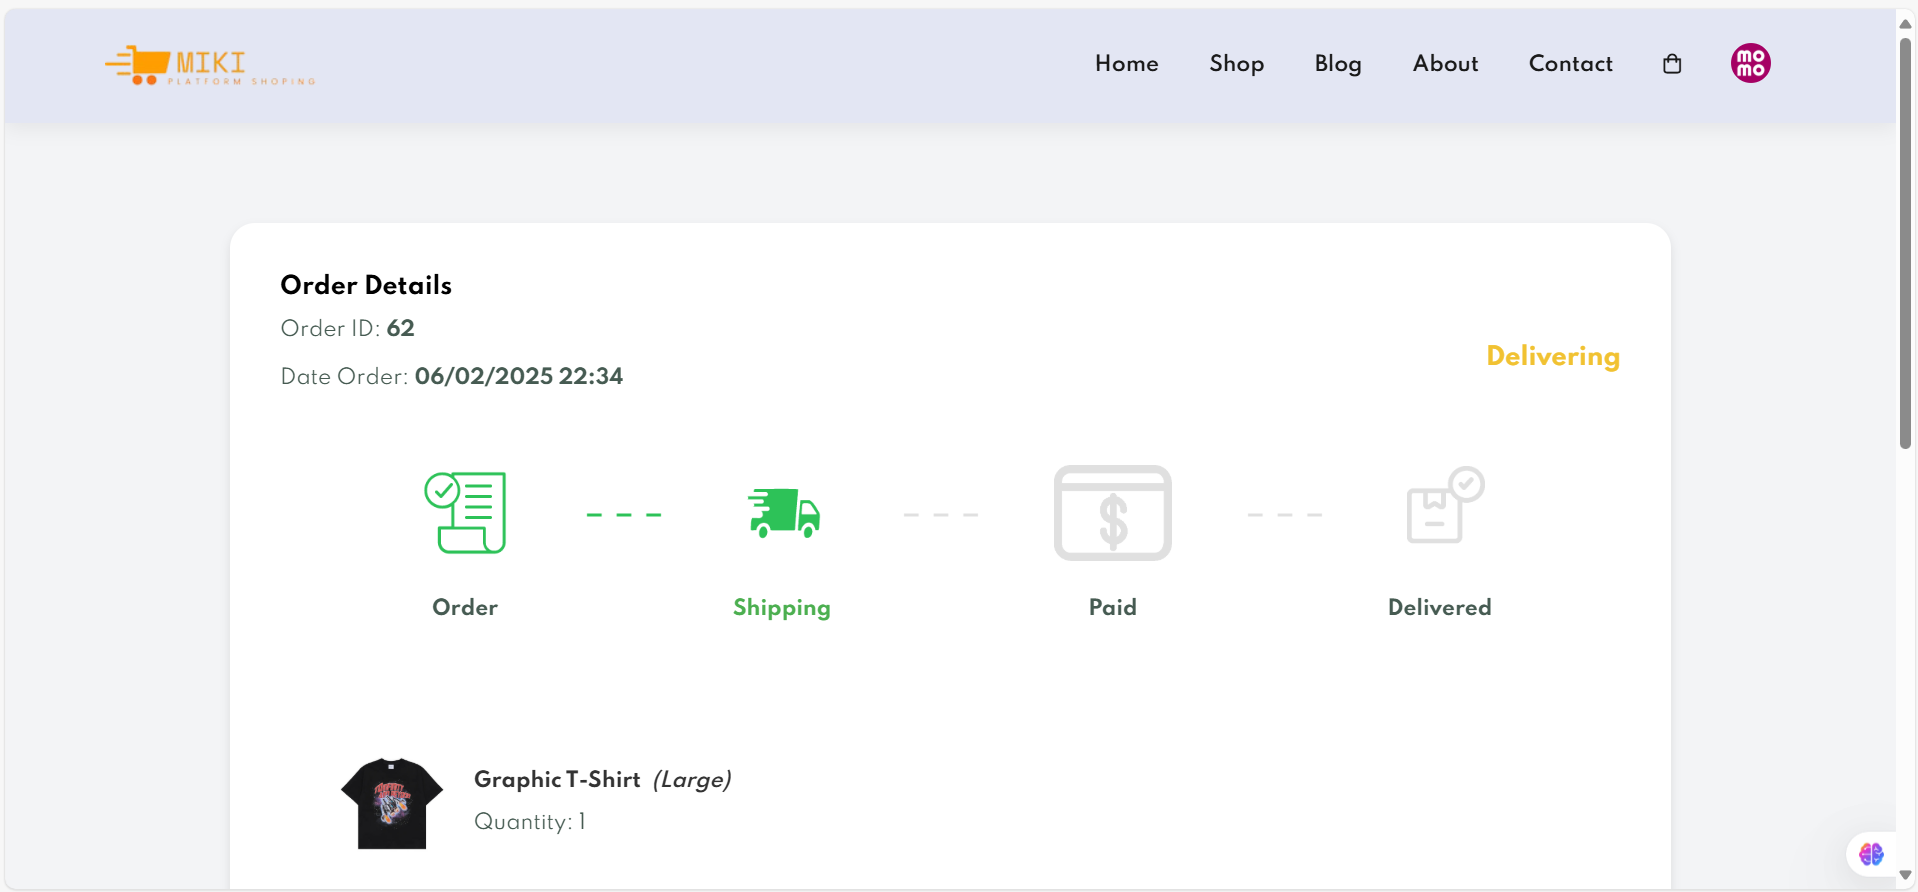 MIKI
PLATFORM SHOPING
Home Shop Blog About Contact
mo
mo
Order Details
Order ID: 62
Date Order: 06/02/2025 22:34
Delivering
Order Shipping Paid Delivered
Graphic T-Shirt (Large)
Quantity: 1